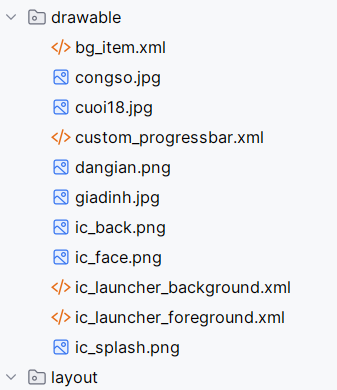 drawable
bg_item.xml
congso.jpg
cuoi18.jpg
custom_progressbar.xml
dangian.png
giadinh.jpg
ic_back.png
ic_face.png
ic_launcher_background.xml
ic_launcher_foreground.xml
ic_splash.png
layout